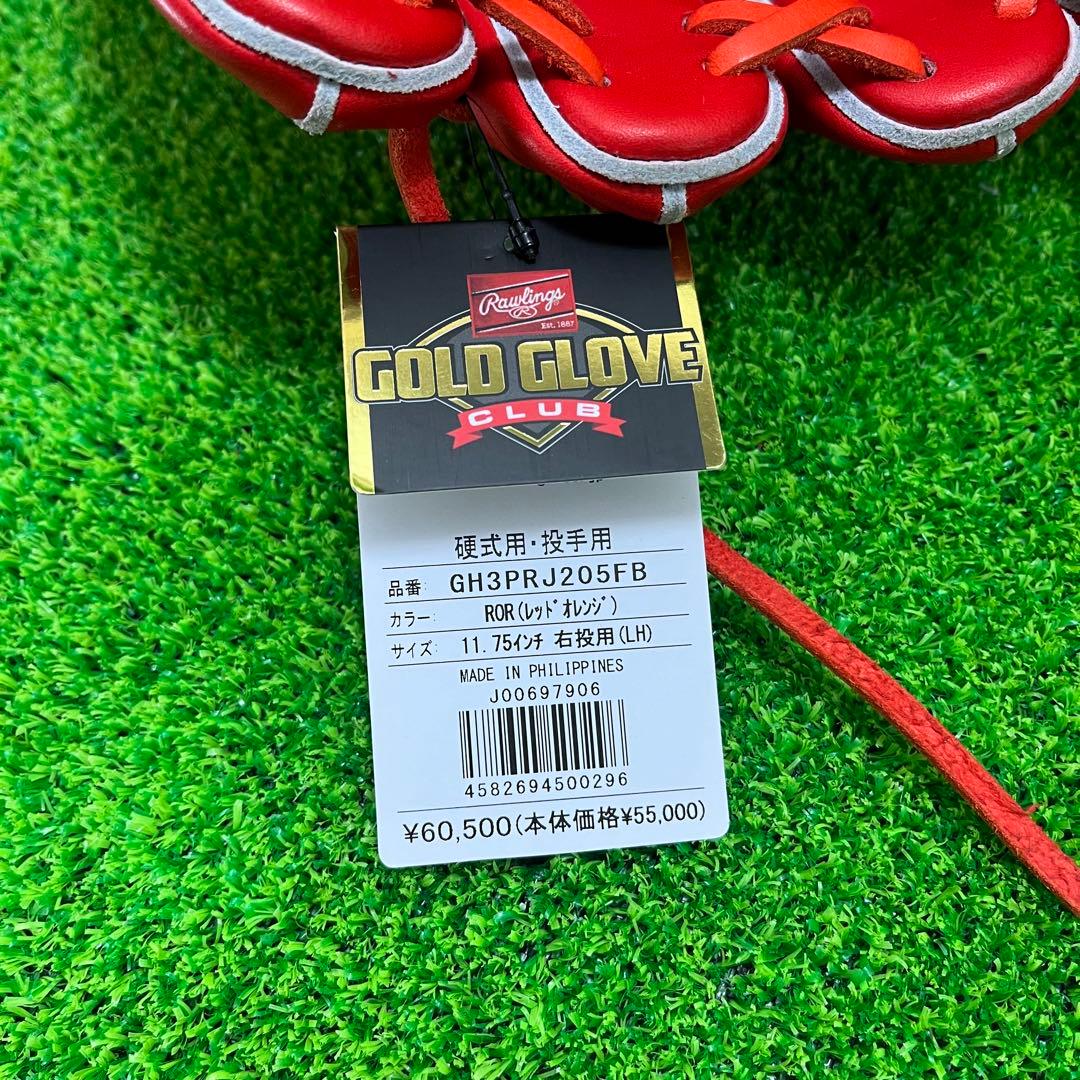 Rawlings
R
Est. 1887
GOLD GLOVE
CLUB
硬式用・投手用
品番: GH3PRJ205FB
カラー: ROR(ﾚｯﾄﾞｵﾚﾝｼﾞ)
サイズ: 11.75ｲﾝﾁ 右投用(LH)
MADE IN PHILIPPINES
J00697906
4582694500296
¥60,500(本体価格¥55,000)